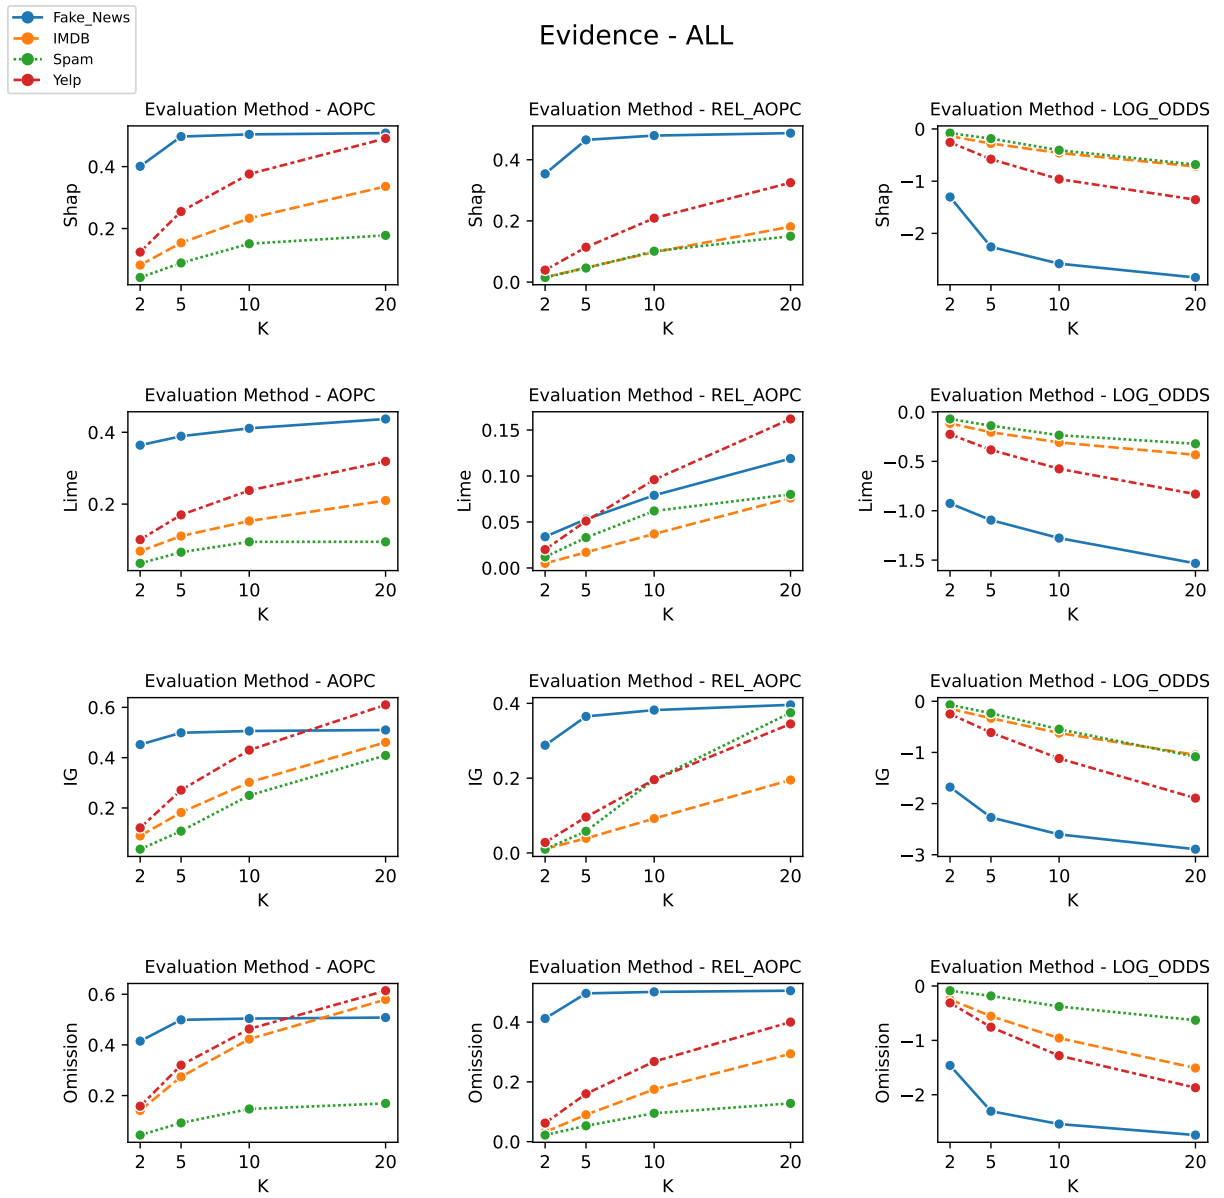 Fake_News
IMDB
Spam
Yelp
Evidence - ALL
Evaluation Method - AOPC
0.4
0.2
Shap
2 5 10 20
K
Evaluation Method - REL_AOPC
0.4
0.2
0.0
Shap
2 5 10 20
K
Evaluation Method - LOG_ODDS
0
−1
−2
Shap
2 5 10 20
K
Evaluation Method - AOPC
0.4
0.2
Lime
2 5 10 20
K
Evaluation Method - REL_AOPC
0.15
0.10
0.05
0.00
Lime
2 5 10 20
K
Evaluation Method - LOG_ODDS
0.0
−0.5
−1.0
−1.5
Lime
2 5 10 20
K
Evaluation Method - AOPC
0.6
0.4
0.2
IG
2 5 10 20
K
Evaluation Method - REL_AOPC
0.4
0.2
0.0
IG
2 5 10 20
K
Evaluation Method - LOG_ODDS
0
−1
−2
−3
IG
2 5 10 20
K
Evaluation Method - AOPC
0.6
0.4
0.2
Omission
2 5 10 20
K
Evaluation Method - REL_AOPC
0.4
0.2
0.0
Omission
2 5 10 20
K
Evaluation Method - LOG_ODDS
0
−1
−2
Omission
2 5 10 20
K